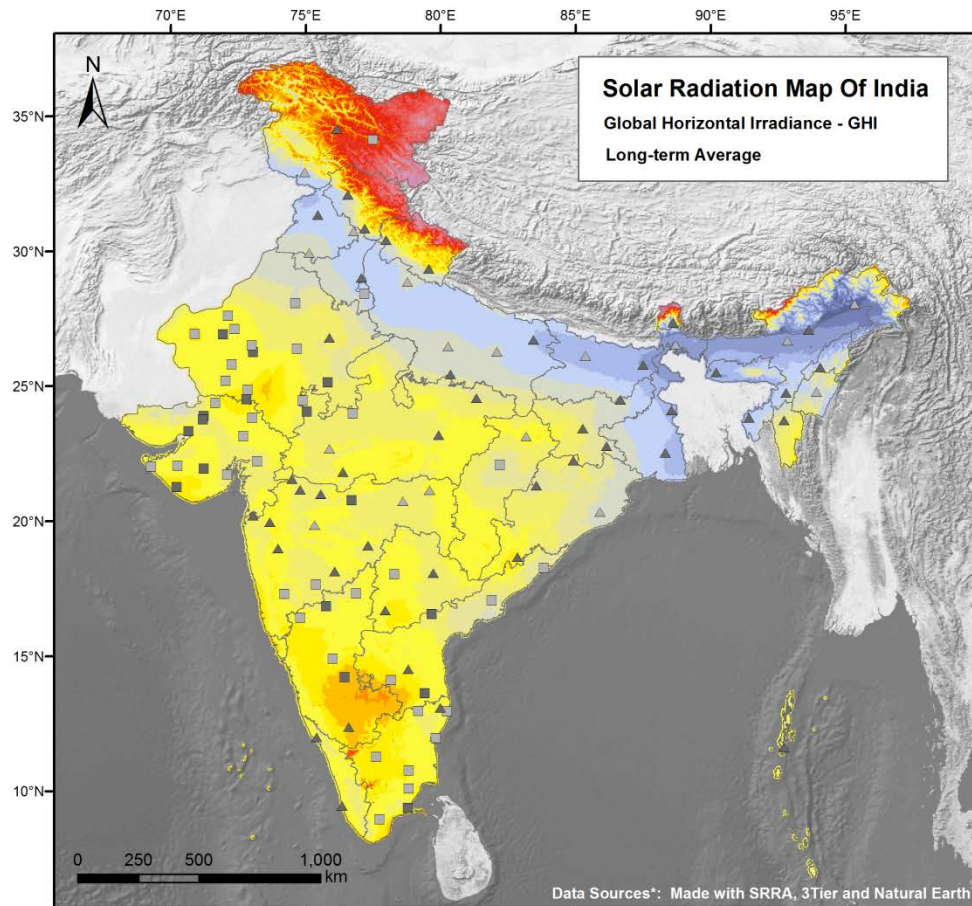 70°E 75°E 80°E 85°E 90°E 95°E
N
Solar Radiation Map Of India
Global Horizontal Irradiance - GHI
Long-term Average
35°N
30°N
25°N
20°N
15°N
10°N
0 250 500 1,000
km
Data Sources*: Made with SRRA, 3Tier and Natural Earth